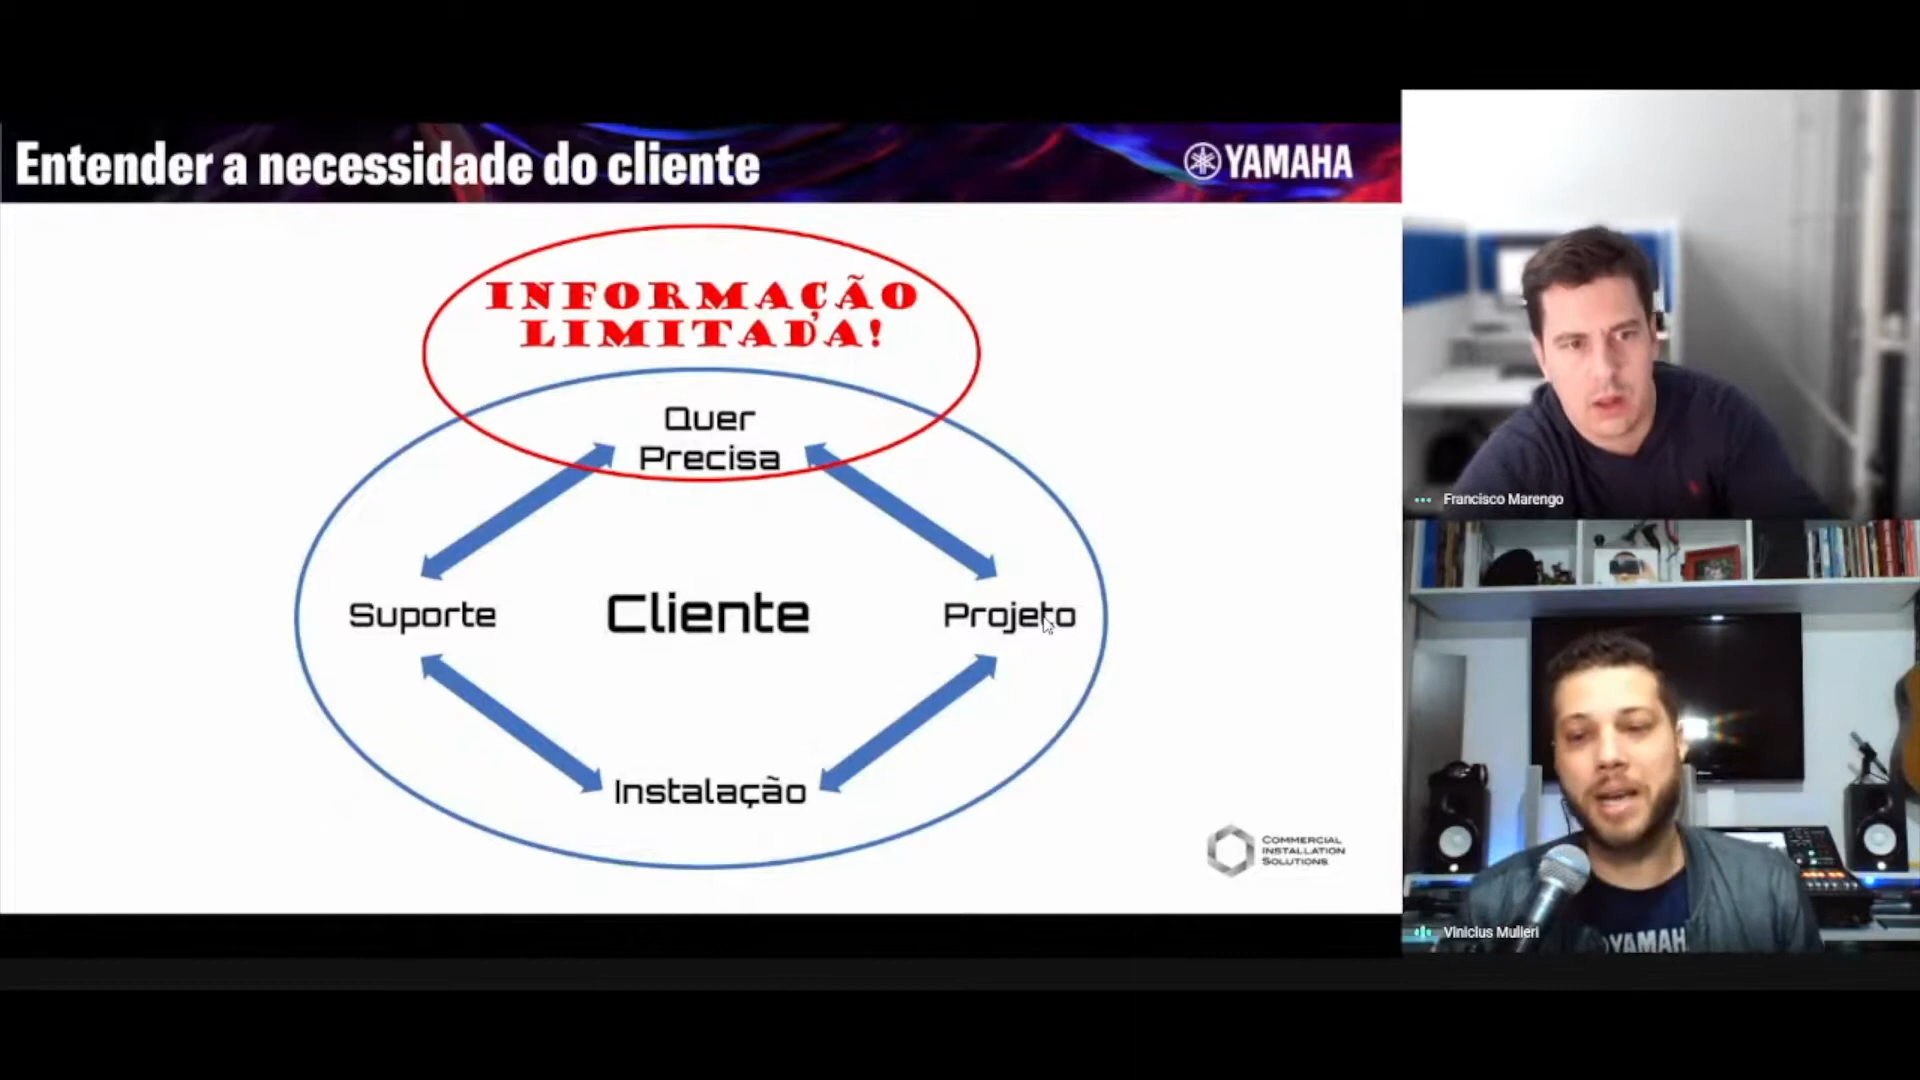 Entender a necessidade do cliente
YAMAHA
INFORMAÇÃO
LIMITADA!
Quer
Precisa
Suporte
Cliente
Projeto
Instalação
COMMERCIAL
INSTALLATION
SOLUTIONS
Francisco Marengo
Vinicius Mulieri
YAMAH